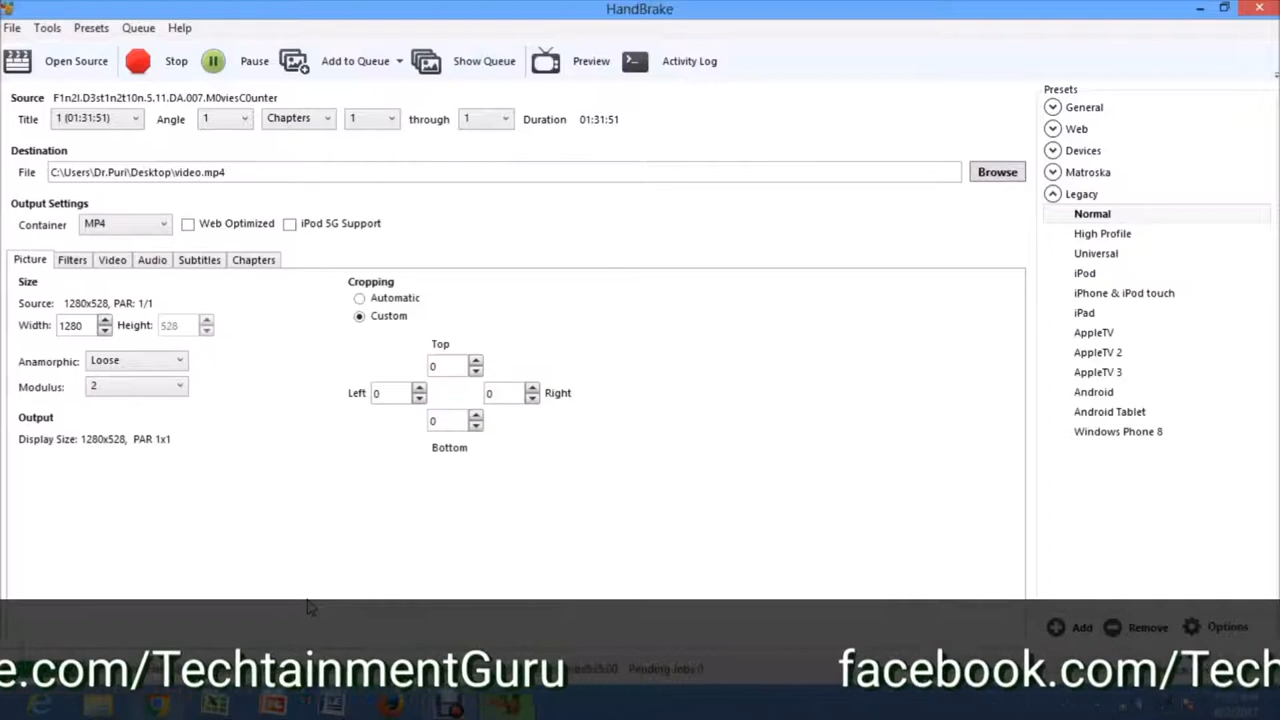 HandBrake
File Tools Presets Queue Help
Open Source Stop Pause Add to Queue Show Queue Preview Activity Log
Source F1n2l.D3st1n2t10n.5.11.DA.007.M0viesC0unter
Title 1 (01:31:51) Angle 1 Chapters 1 through 1 Duration 01:31:51
Destination
File C:\Users\Dr.Puri\Desktop\video.mp4 Browse
Output Settings
Container MP4 Web Optimized iPod 5G Support
Picture Filters Video Audio Subtitles Chapters
Size
Source: 1280x528, PAR: 1/1
Width: 1280 Height: 528
Anamorphic: Loose
Modulus: 2
Output
Display Size: 1280x528, PAR 1x1
Cropping
Automatic
Custom
Top
0
Left 0 0 Right
0
Bottom
Presets
General
Web
Devices
Matroska
Legacy
Normal
High Profile
Universal
iPod
iPhone & iPod touch
iPad
AppleTV
AppleTV 2
AppleTV 3
Android
Android Tablet
Windows Phone 8
Add Remove Options
e.com/TechtainmentGuru facebook.com/Tech
Pending Jobs 0